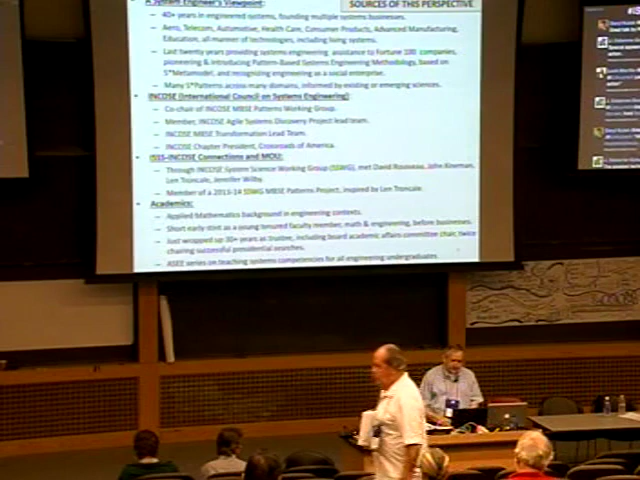 A System Engineer's Viewpoint:
SOURCES OF THIS PERSPECTIVE
– 40+ years in engineered systems, founding multiple systems businesses.
– Aero, Telecom, Automotive, Health Care, Consumer Products, Advanced Manufacturing,
Education, all manner of technologies, including living systems.
– Last twenty years providing systems engineering assistance to Fortune 100 companies,
pioneering & introducing Pattern-Based Systems Engineering Methodology, based on
S*Metamodel, and recognizing engineering as a social enterprise.
– Many S*Patterns across many domains, informed by existing or emerging sciences.
• INCOSE (International Council on Systems Engineering):
– Co-chair of INCOSE MBSE Patterns Working Group.
– Member, INCOSE Agile Systems Discovery Project lead team.
– INCOSE MBSE Transformation Lead Team.
– INCOSE Chapter President, Crossroads of America.
• ISSS-INCOSE Connections and MOU:
– Through INCOSE System Science Working Group (SSWG), met David Rousseau, John Kineman,
Len Troncale, Jennifer Wilby.
– Member of a 2013-14 SSWG MBSE Patterns Project, inspired by Len Troncale.
• Academics:
– Applied Mathematics background in engineering contexts.
– Short early stint as a young tenured faculty member, math & engineering, before businesses.
– Just wrapped up 30+ years as trustee, including board academic affairs committee chair, twice
chairing successful presidential searches.
– ASEE series on teaching systems competencies for all engineering undergraduates